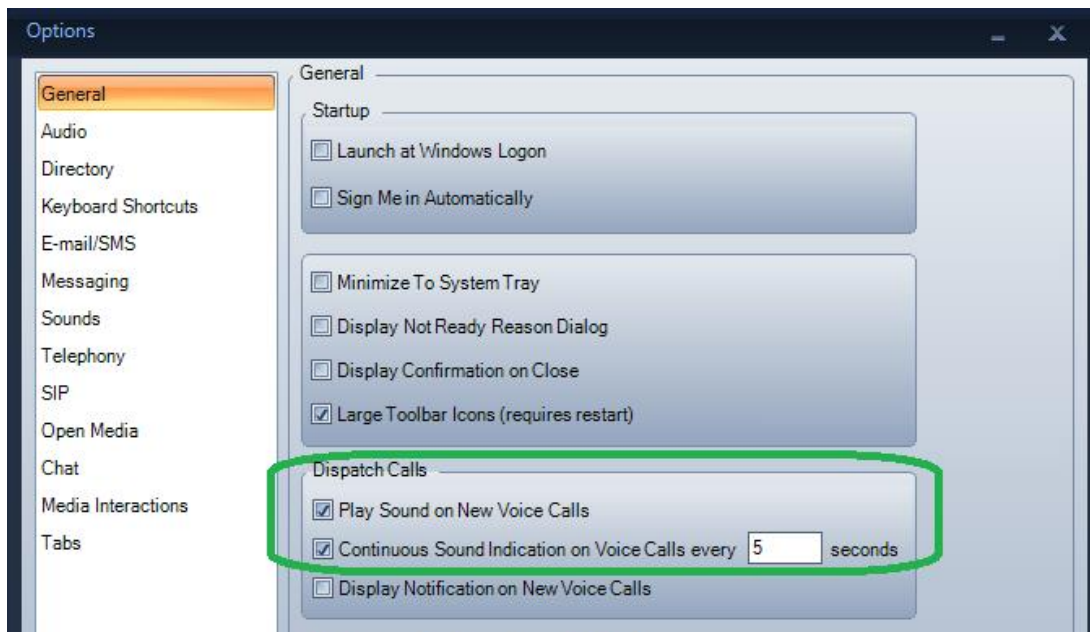 Options
General
Audio
Directory
Keyboard Shortcuts
E-mail/SMS
Messaging
Sounds
Telephony
SIP
Open Media
Chat
Media Interactions
Tabs
General
Startup
Launch at Windows Logon
Sign Me in Automatically
Minimize To System Tray
Display Not Ready Reason Dialog
Display Confirmation on Close
Large Toolbar Icons (requires restart)
Dispatch Calls
Play Sound on New Voice Calls
Continuous Sound Indication on Voice Calls every 5 seconds
Display Notification on New Voice Calls